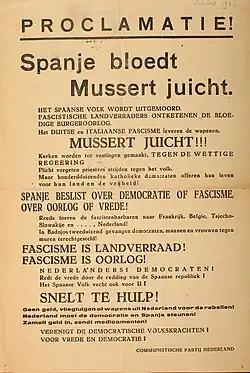 PROCLAMATIE!
Spanje bloedt
Mussert juicht.
HET SPAANSE VOLK WORDT UITGEMOORD.
FASCISTISCHE LANDVERRADERS ONTKETENEN DE BLOE-
DIGE BURGEROORLOG.
Het DUITSE en ITALIAANSE FASCISME leveren de wapenen.
MUSSERT JUICHT!!!
Kerken worden tot vestingen gemaakt, TEGEN DE WETTIGE
REGEERING
Plicht vergeten priesters strijden tegen het volk.
Maar honderdduizenden katholieke democraten offeren hun leven
voor hun land en de vrijheid!
SPANJE BESLIST OVER DEMOCRATIE OF FASCISME,
OVER OORLOG OF VREDE!
Reeds loeren de fascistenbarbaren naar Frankrijk, Belgie, Tsjecho-
Slowakije en ..... Nederland!
In Badajos tweeduizend gevangen democraten, mannen en vrouwen tegen
muren terechtgesteld!
FASCISME IS LANDVERRAAD!
FASCISME IS OORLOG!
NEDERLANDERS! DEMOCRATEN!
Redt de vrede door de redding van de Spaanse republiek!
Het Spaanse Volk vecht ook voor U!
SNELT TE HULP!
Geen geld, vliegtuigen of wapens uit Nederland voor de rebellen!
Nederland moet de democratie en Spanje steunen!
Zamelt geld in, zendt medicamenten!
VERENIGT DE DEMOCRATISCHE VOLKSKRACHTEN!
VOOR VREDE EN DEMOCRATIE!
COMMUNISTISCHE PARTIJ NEDERLAND